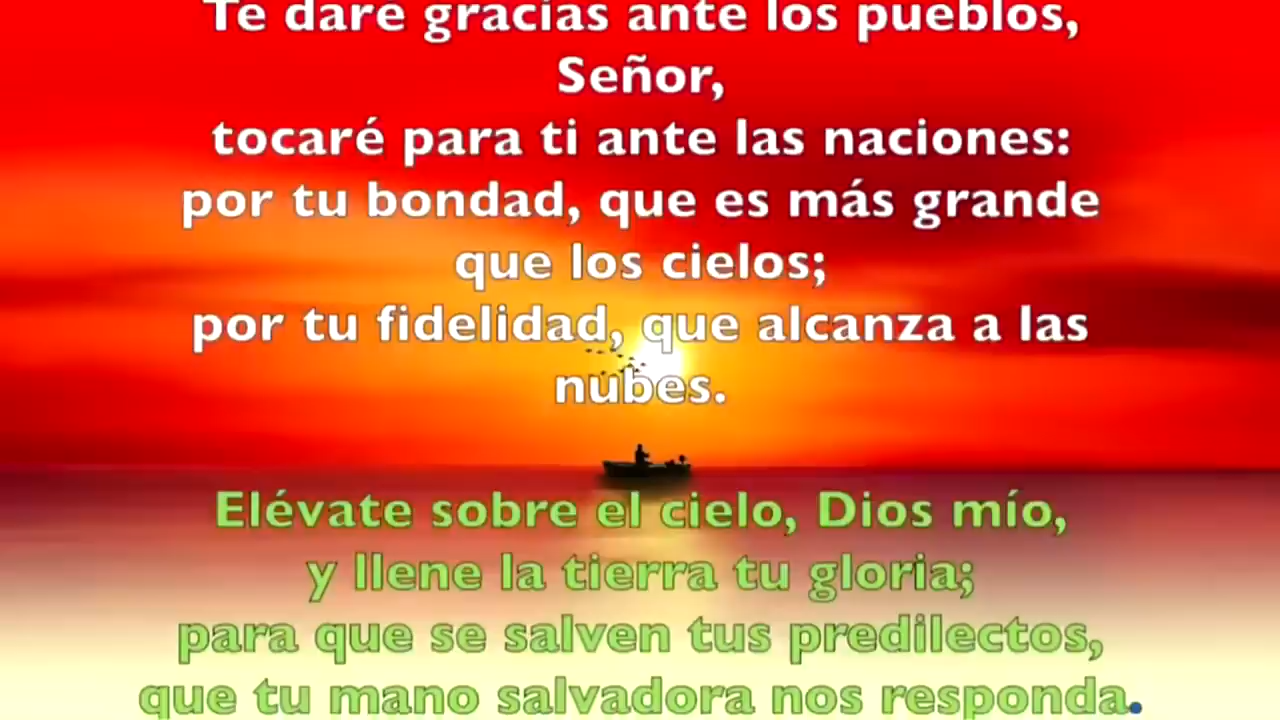 Te daré gracias ante los pueblos,
Señor,
tocaré para ti ante las naciones:
por tu bondad, que es más grande
que los cielos;
por tu fidelidad, que alcanza a las
nubes.
Elévate sobre el cielo, Dios mío,
y llene la tierra tu gloria;
para que se salven tus predilectos,
que tu mano salvadora nos responda.